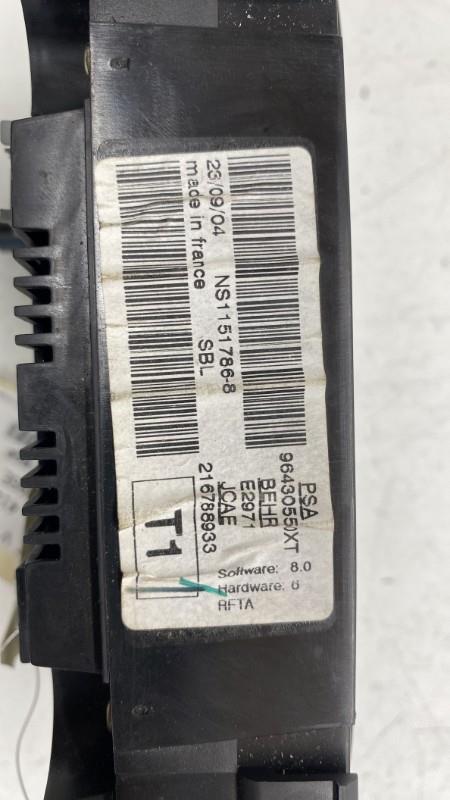 PSA
9643055OXT
BEHR
E2971
JCAE
216788933
NS1151786-8
SBL
23/09/04
made in france
T1
Software: 8.0
Hardware: 6
RFTA